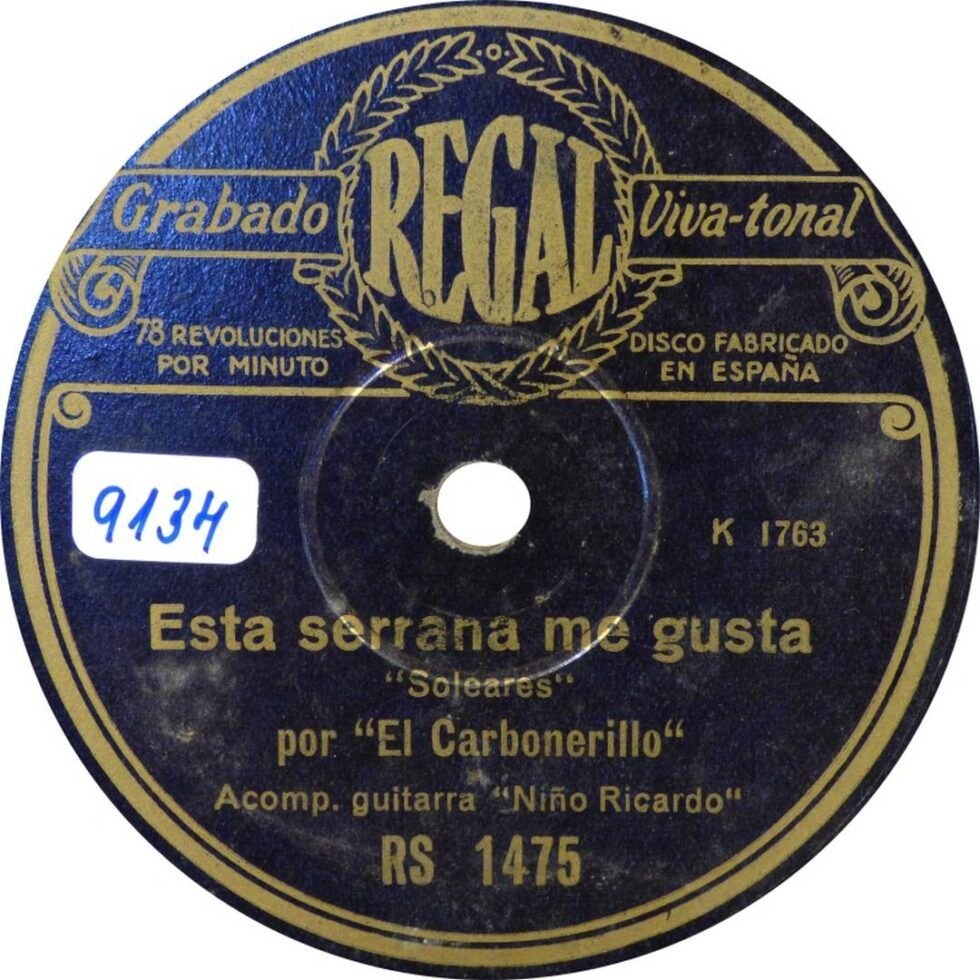 REGAL
Grabado
Viva-tonal
78 REVOLUCIONES
POR MINUTO
DISCO FABRICADO
EN ESPAÑA
9134
K 1763
Esta serrana me gusta
"Soleares"
por "El Carbonerillo"
Acomp. guitarra "Niño Ricardo"
RS 1475